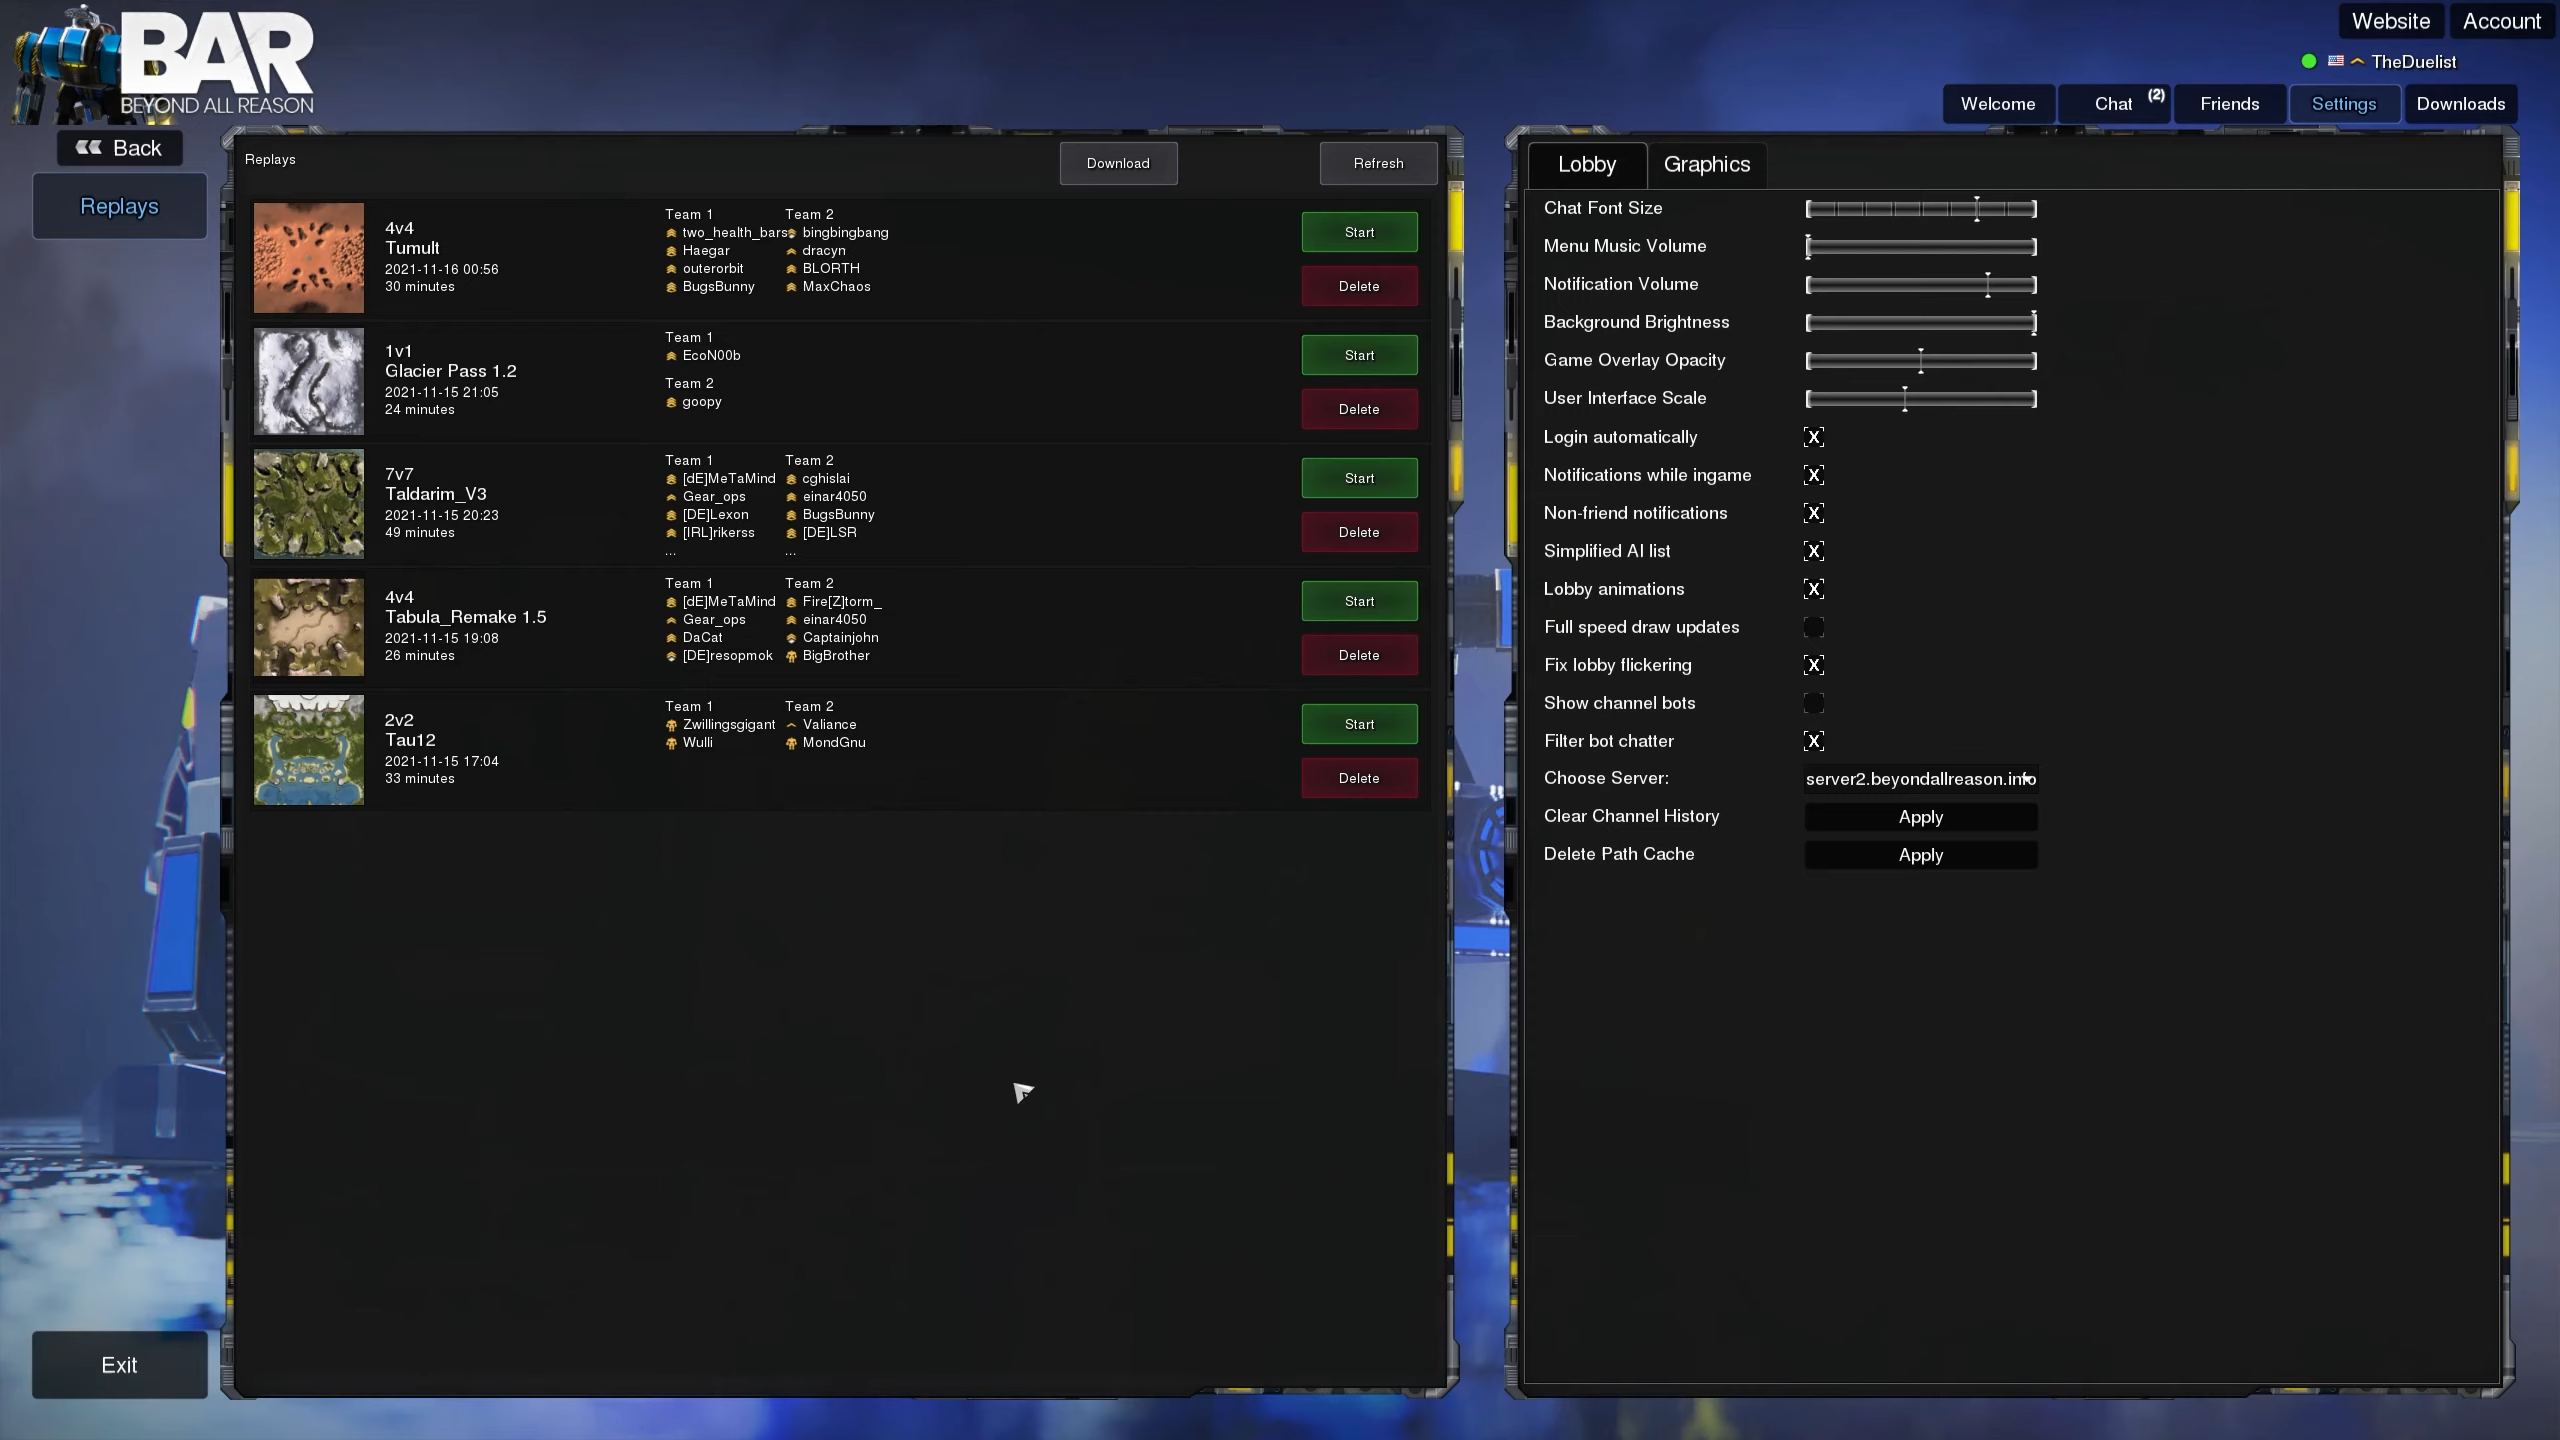 BAR
BEYOND ALL REASON
Website
Account
TheDuelist
Welcome
Chat (2)
Friends
Settings
Downloads
Back
Replays
Exit
Replays
Download
Refresh
4v4
Tumult
2021-11-16 00:56
30 minutes
Team 1
two_health_bars
Haegar
outerorbit
BugsBunny
Team 2
bingbingbang
dracyn
BLORTH
MaxChaos
Start
Delete
1v1
Glacier Pass 1.2
2021-11-15 21:05
24 minutes
Team 1
EcoN00b
Team 2
goopy
Start
Delete
7v7
Taldarim_V3
2021-11-15 20:23
49 minutes
Team 1
[dE]MeTaMind
Gear_ops
[DE]Lexon
[IRL]rikerss
...
Team 2
cghislai
einar4050
BugsBunny
[DE]LSR
...
Start
Delete
4v4
Tabula_Remake 1.5
2021-11-15 19:08
26 minutes
Team 1
[dE]MeTaMind
Gear_ops
DaCat
[DE]resopmok
Team 2
Fire[Z]torm_
einar4050
Captainjohn
BigBrother
Start
Delete
2v2
Tau12
2021-11-15 17:04
33 minutes
Team 1
Zwillingsgigant
Wulli
Team 2
Valiance
MondGnu
Start
Delete
Lobby
Graphics
Chat Font Size
Menu Music Volume
Notification Volume
Background Brightness
Game Overlay Opacity
User Interface Scale
Login automatically
Notifications while ingame
Non-friend notifications
Simplified AI list
Lobby animations
Full speed draw updates
Fix lobby flickering
Show channel bots
Filter bot chatter
Choose Server: server2.beyondallreason.info
Clear Channel History Apply
Delete Path Cache Apply